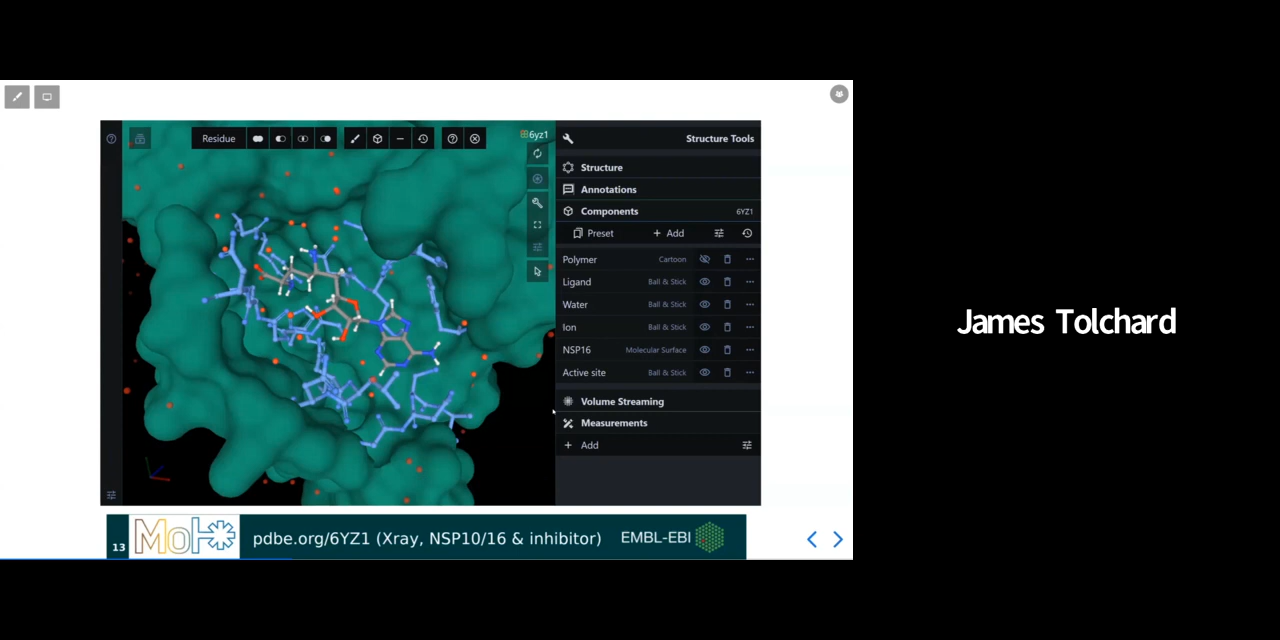 Residue
6yz1
Structure Tools
Structure
Annotations
Components 6YZ1
Preset + Add
Polymer Cartoon
Ligand Ball & Stick
Water Ball & Stick
Ion Ball & Stick
NSP16 Molecular Surface
Active site Ball & Stick
Volume Streaming
Measurements
+ Add
13 Mol* pdbe.org/6YZ1 (Xray, NSP10/16 & inhibitor) EMBL-EBI
James Tolchard